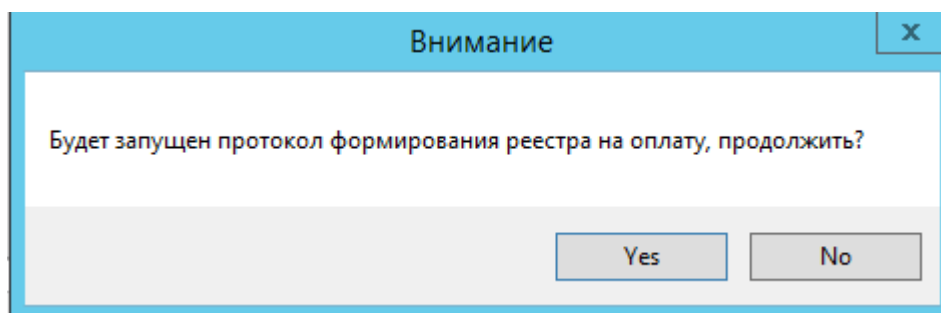 Внимание
x
Будет запущен протокол формирования реестра на оплату, продолжить?
Yes No